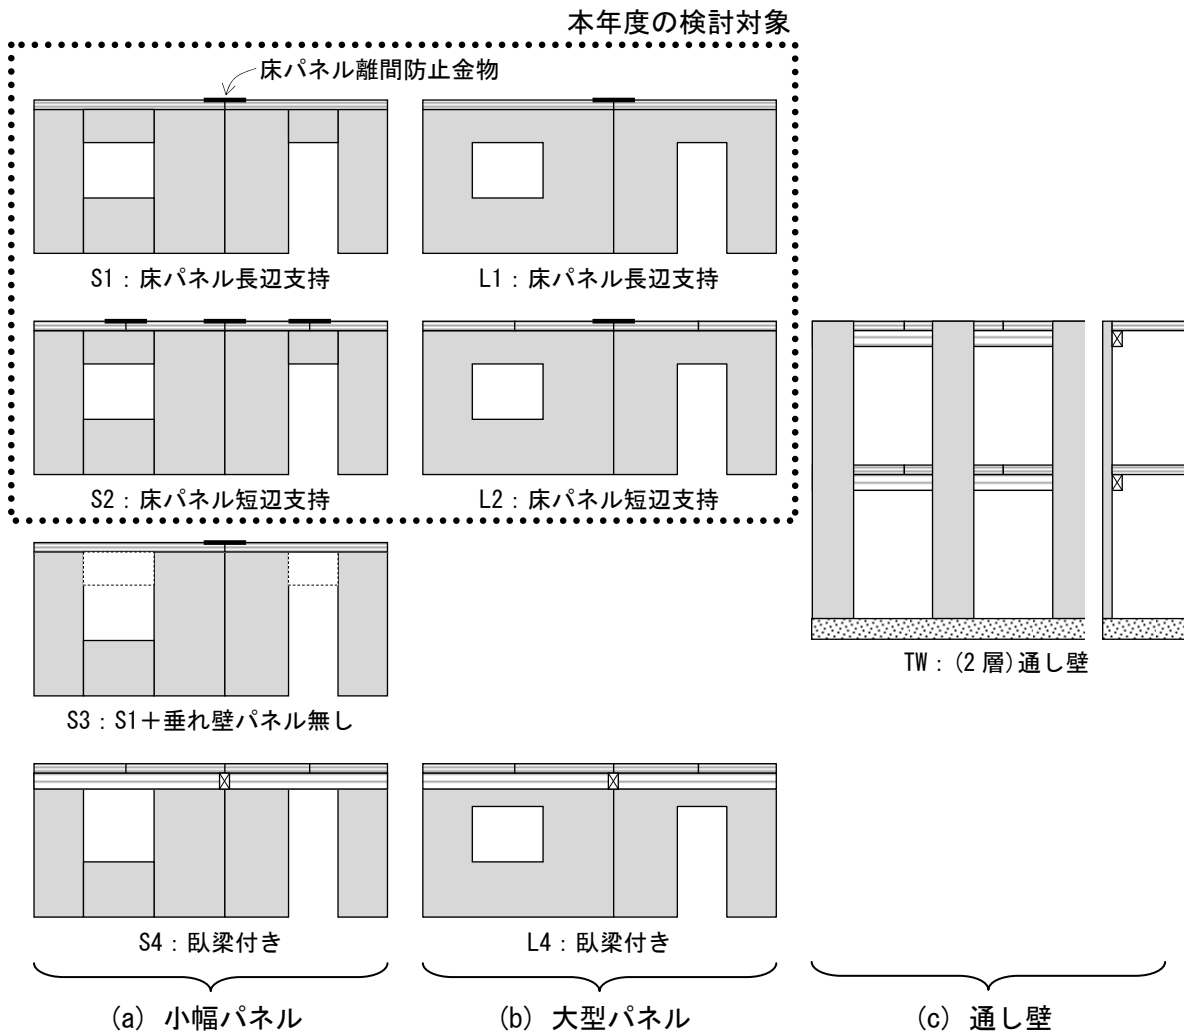 本年度の検討対象
床パネル離間防止金物
S1：床パネル長辺支持
L1：床パネル長辺支持
S2：床パネル短辺支持
L2：床パネル短辺支持
TW：(2層)通し壁
S3：S1＋垂れ壁パネル無し
S4：臥梁付き
L4：臥梁付き
(a) 小幅パネル
(b) 大型パネル
(c) 通し壁